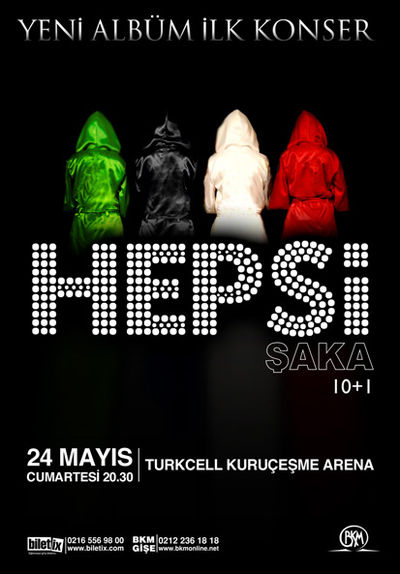 YENİ ALBÜM İLK KONSER
HEPSİ
ŞAKA
10+1
24 MAYIS
CUMARTESİ 20.30
TURKCELL KURUÇEŞME ARENA
biletix
0216 556 98 00
www.biletix.com
BKM
GİŞE
0212 236 18 18
www.bkmonline.net
BKM